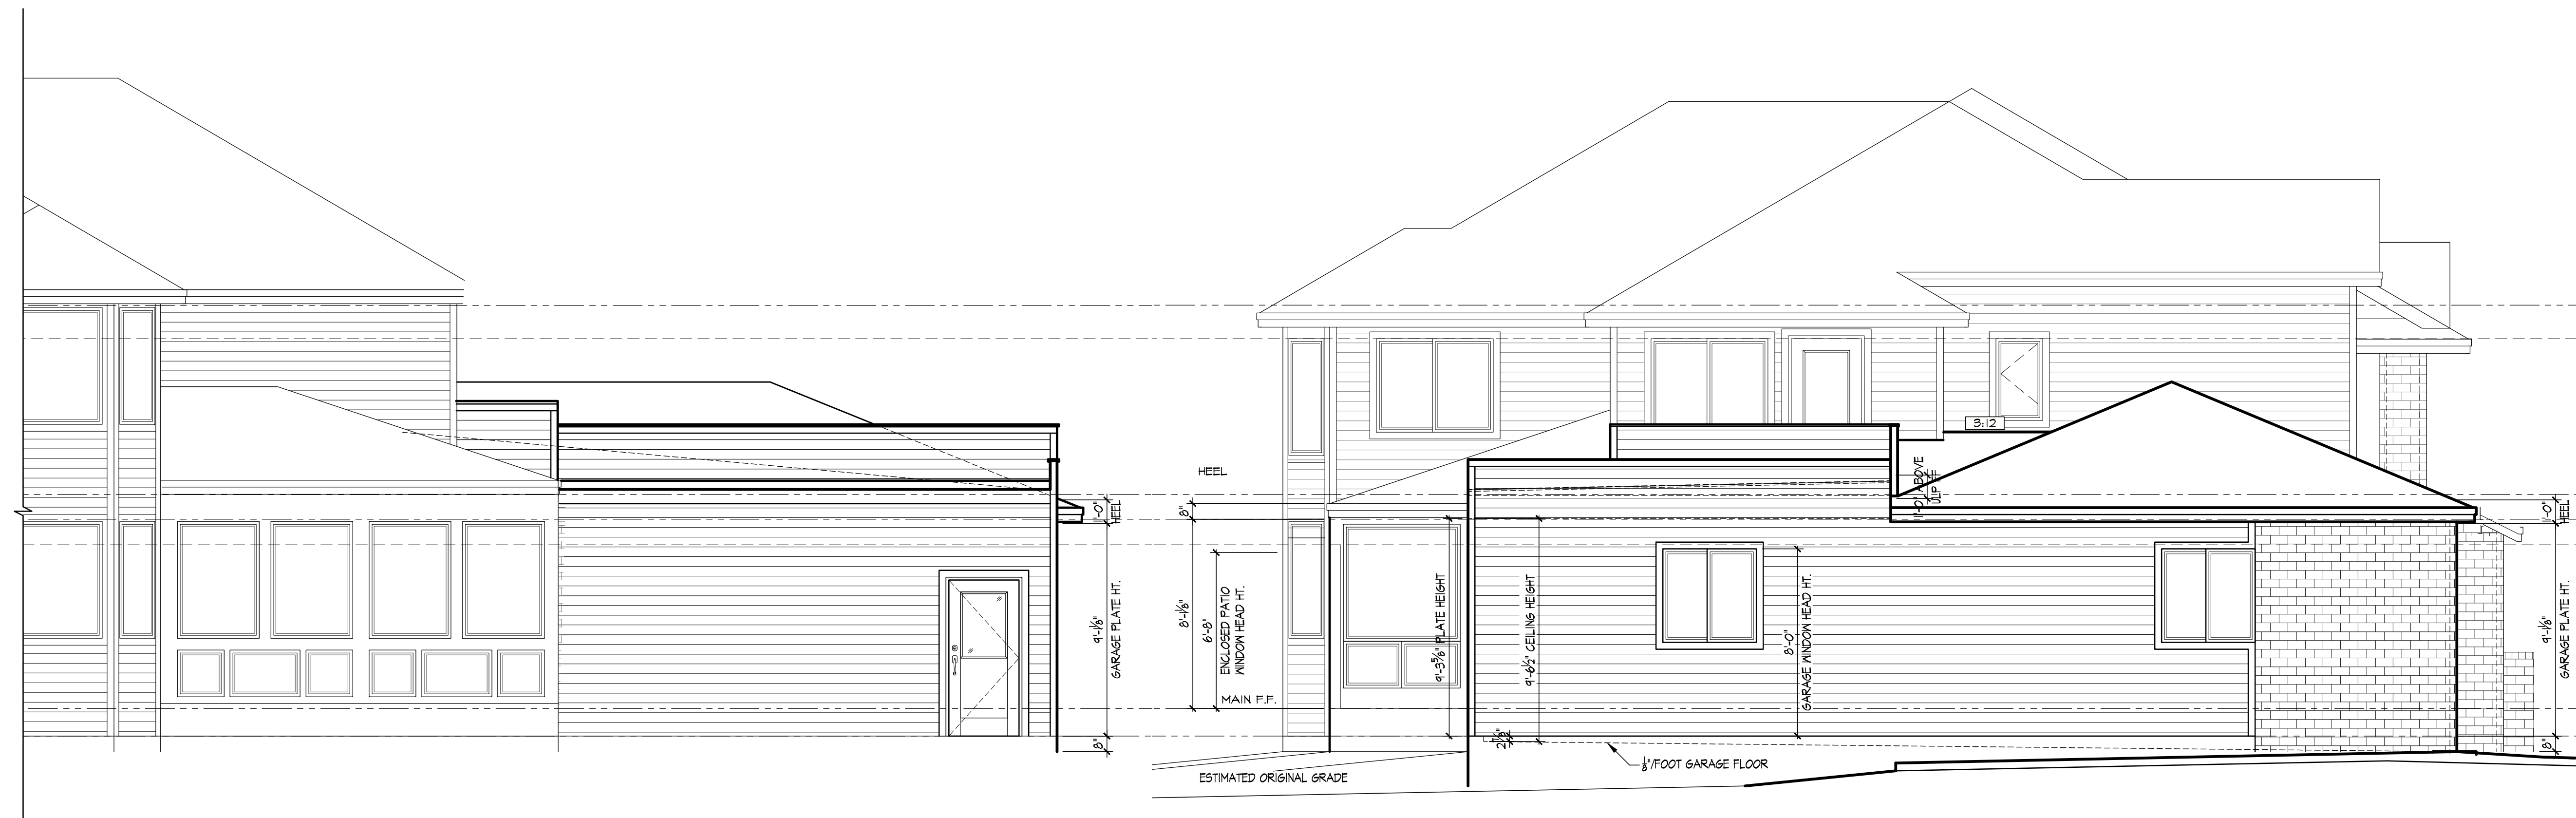 1'-0"
HEEL
9'-1⅛"
GARAGE PLATE HT.
8"
HEEL
8"
8'-1⅛"
6'-8"
ENCLOSED PATIO
WINDOW HEAD HT.
MAIN F.F.
ESTIMATED ORIGINAL GRADE
9'-3⅝" PLATE HEIGHT
9'-6½" CEILING HEIGHT
⅛"/FOOT GARAGE FLOOR
8'-0"
GARAGE WINDOW HEAD HT.
3:12
1'-0" ABOVE
1'-0"
HEEL
9'-1⅛"
GARAGE PLATE HT.
8"